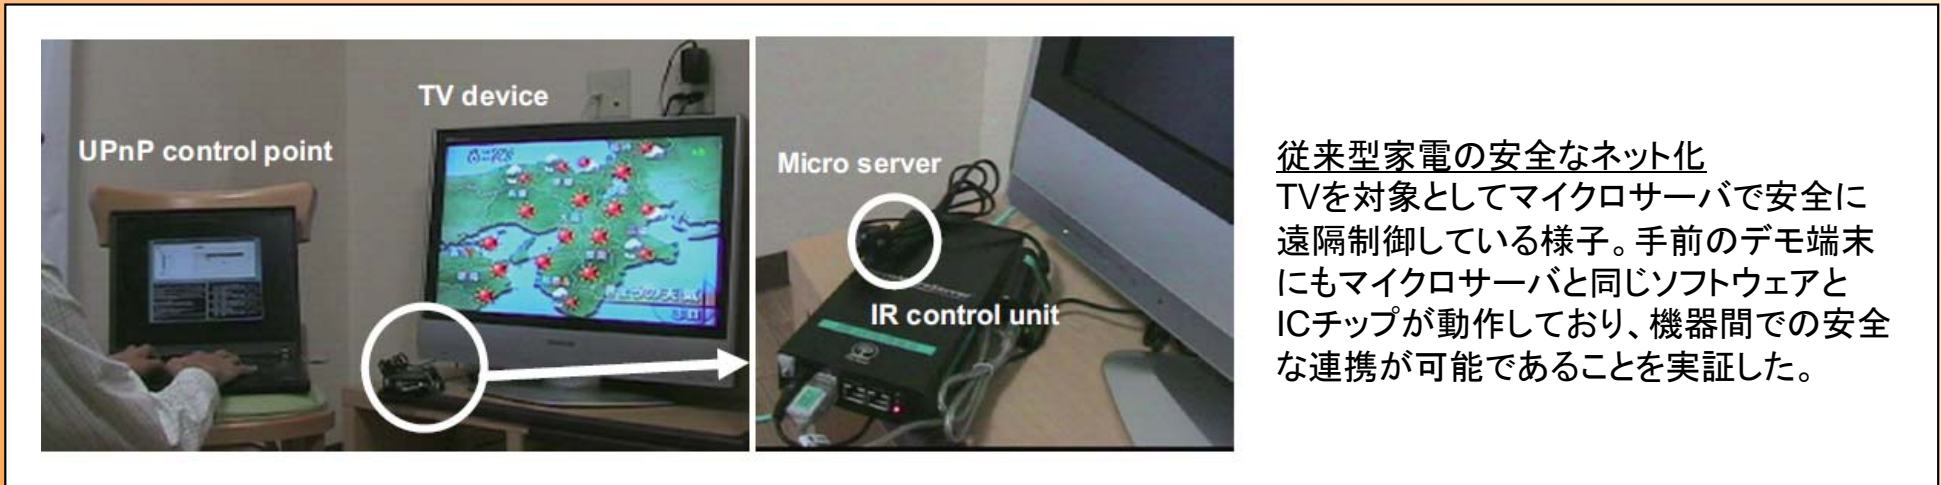 TV device
UPnP control point
Micro server
IR control unit
従来型家電の安全なネット化
TVを対象としてマイクロサーバで安全に
遠隔制御している様子。手前のデモ端末
にもマイクロサーバと同じソフトウェアと
ICチップが動作しており、機器間での安全
な連携が可能であることを実証した。